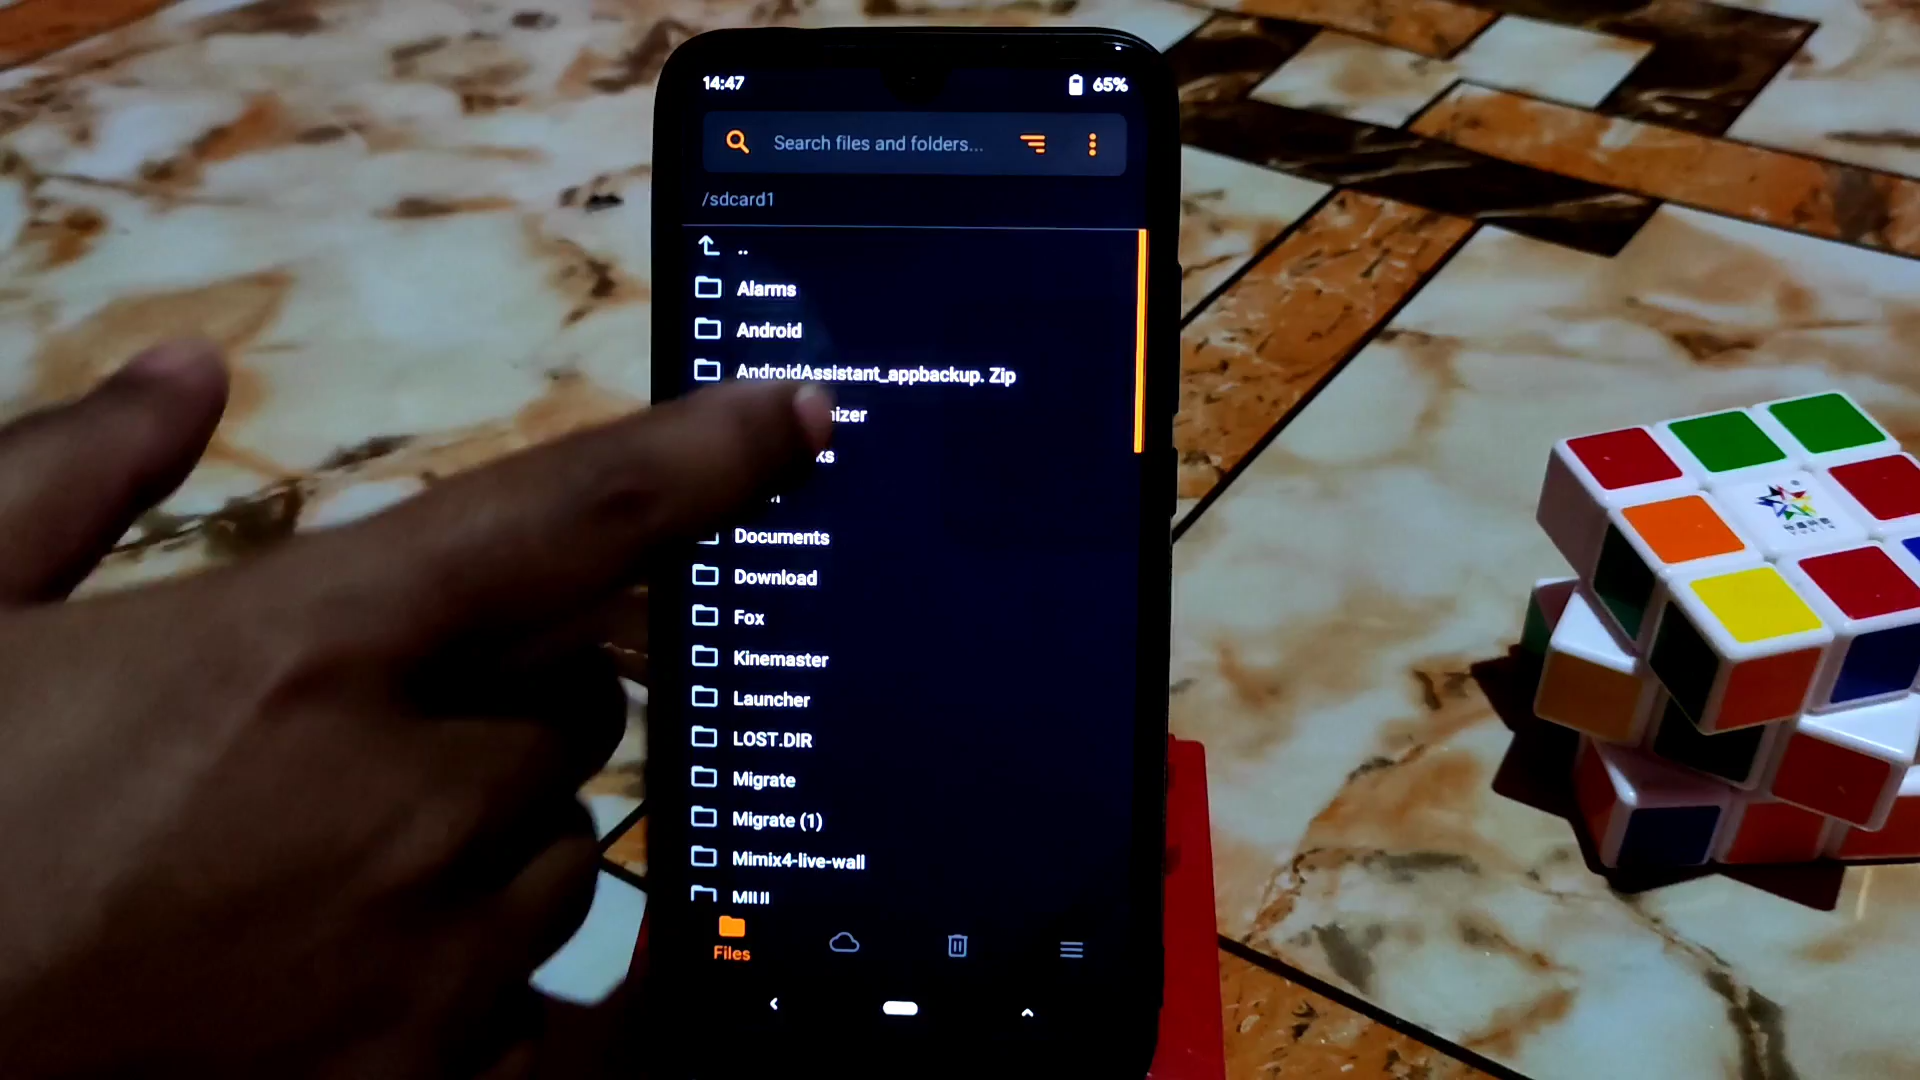 14:47
65%
Search files and folders...
/sdcard1
..
Alarms
Android
AndroidAssistant_appbackup. Zip
Documents
Download
Fox
Kinemaster
Launcher
LOST.DIR
Migrate
Migrate (1)
Mimix4-live-wall
MIUI
Files